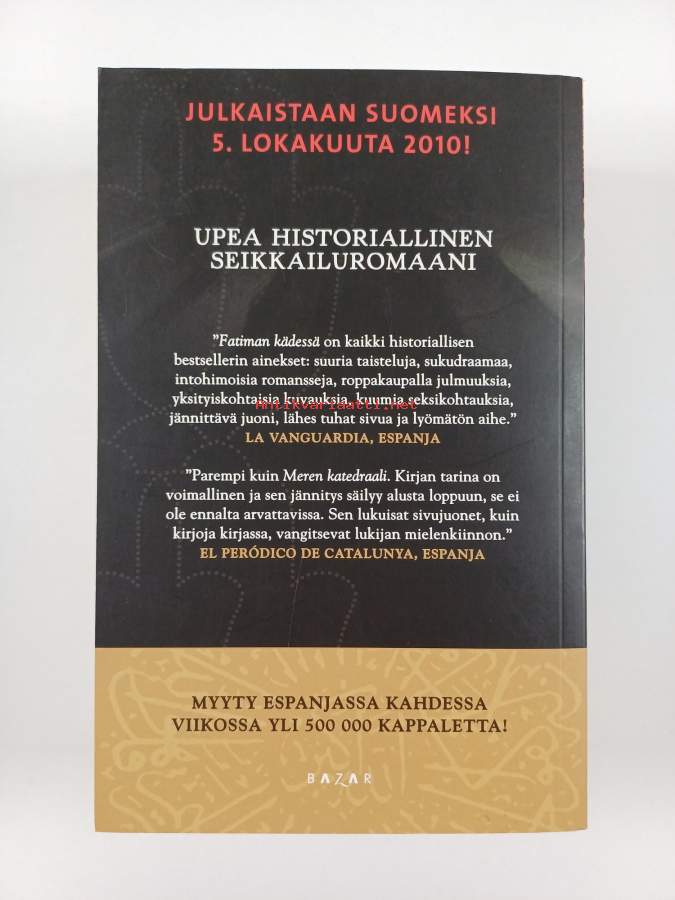 JULKAISTAAN SUOMEKSI
5. LOKAKUUTA 2010!
UPEA HISTORIALLINEN
SEIKKAILUROMAANI
”Fatiman kädessä on kaikki historiallisen
bestsellerin ainekset: suuria taisteluja, sukudraamaa,
intohimoisia romansseja, roppakaupalla julmuuksia,
yksityiskohtaisia kuvauksia, kuumia seksikohtauksia,
Antikvariaatti.net
jännittävä juoni, lähes tuhat sivua ja lyömätön aihe.”
LA VANGUARDIA, ESPANJA
”Parempi kuin Meren katedraali. Kirjan tarina on
voimallinen ja sen jännitys säilyy alusta loppuun, se ei
ole ennalta arvattavissa. Sen lukuisat sivujuonet, kuin
kirjoja kirjassa, vangitsevat lukijan mielenkiinnon.”
EL PERÓDICO DE CATALUNYA, ESPANJA
MYYTY ESPANJASSA KAHDESSA
VIIKOSSA YLI 500 000 KAPPALETTA!
BAZAR